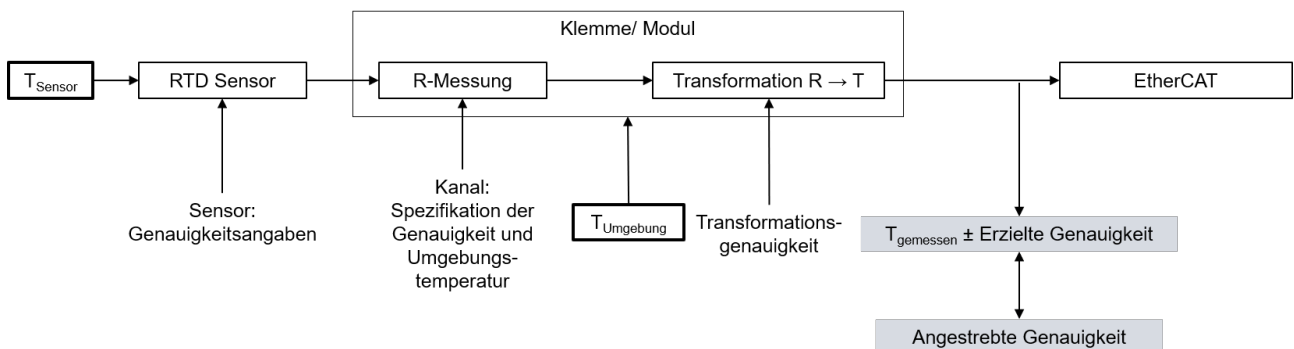 Klemme/ Modul
TSensor
RTD Sensor
R-Messung
Transformation R → T
EtherCAT
Sensor:
Genauigkeitsangaben
Kanal:
Spezifikation der
Genauigkeit und
Umgebungs-
temperatur
TUmgebung
Transformations-
genauigkeit
Tgemessen ± Erzielte Genauigkeit
Angestrebte Genauigkeit